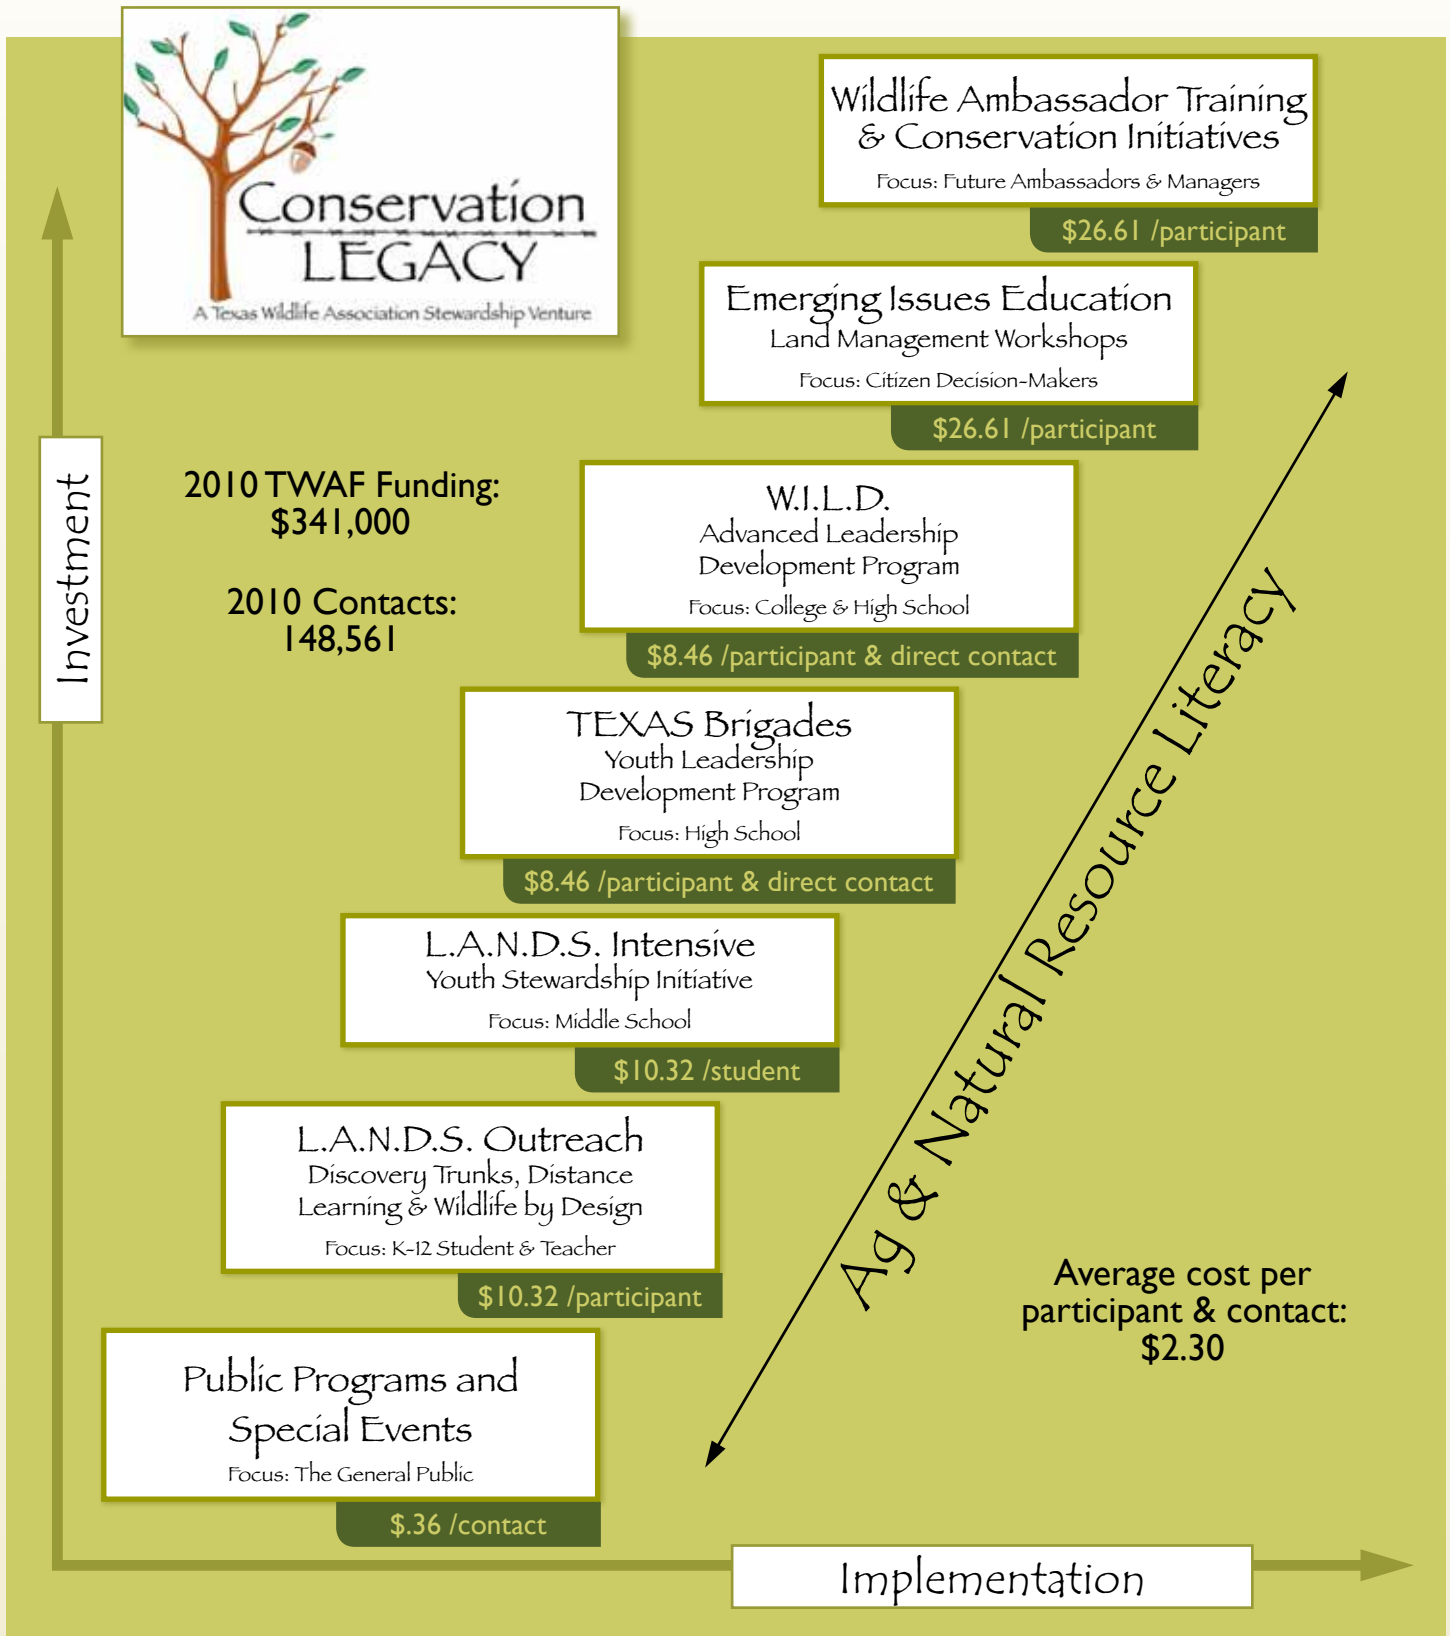 Conservation
LEGACY
A Texas Wildlife Association Stewardship Venture
Wildlife Ambassador Training
& Conservation Initiatives
Focus: Future Ambassadors & Managers
$26.61 /participant
Emerging Issues Education
Land Management Workshops
Focus: Citizen Decision-Makers
$26.61 /participant
Investment
2010 TWAF Funding:
$341,000
2010 Contacts:
148,561
W.I.L.D.
Advanced Leadership
Development Program
Focus: College & High School
$8.46 /participant & direct contact
TEXAS Brigades
Youth Leadership
Development Program
Focus: High School
$8.46 /participant & direct contact
L.A.N.D.S. Intensive
Youth Stewardship Initiative
Focus: Middle School
$10.32 /student
L.A.N.D.S. Outreach
Discovery Trunks, Distance
Learning & Wildlife by Design
Focus: K-12 Student & Teacher
$10.32 /participant
Ag & Natural Resource Literacy
Average cost per
participant & contact:
$2.30
Public Programs and
Special Events
Focus: The General Public
$.36 /contact
Implementation